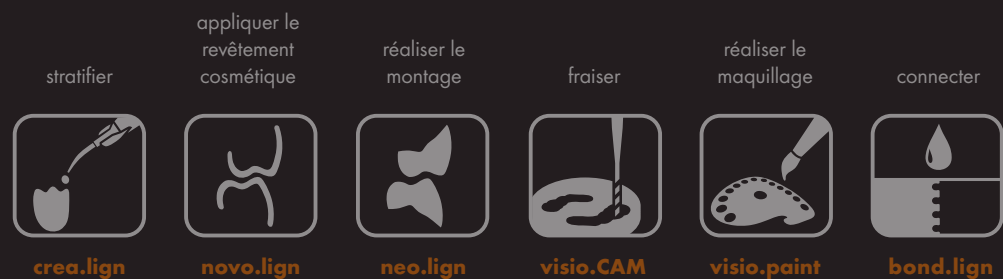 stratifier
appliquer le
revêtement
cosmétique
réaliser le
montage
fraiser
réaliser le
maquillage
connecter
crea.lign
novo.lign
neo.lign
visio.CAM
visio.paint
bond.lign